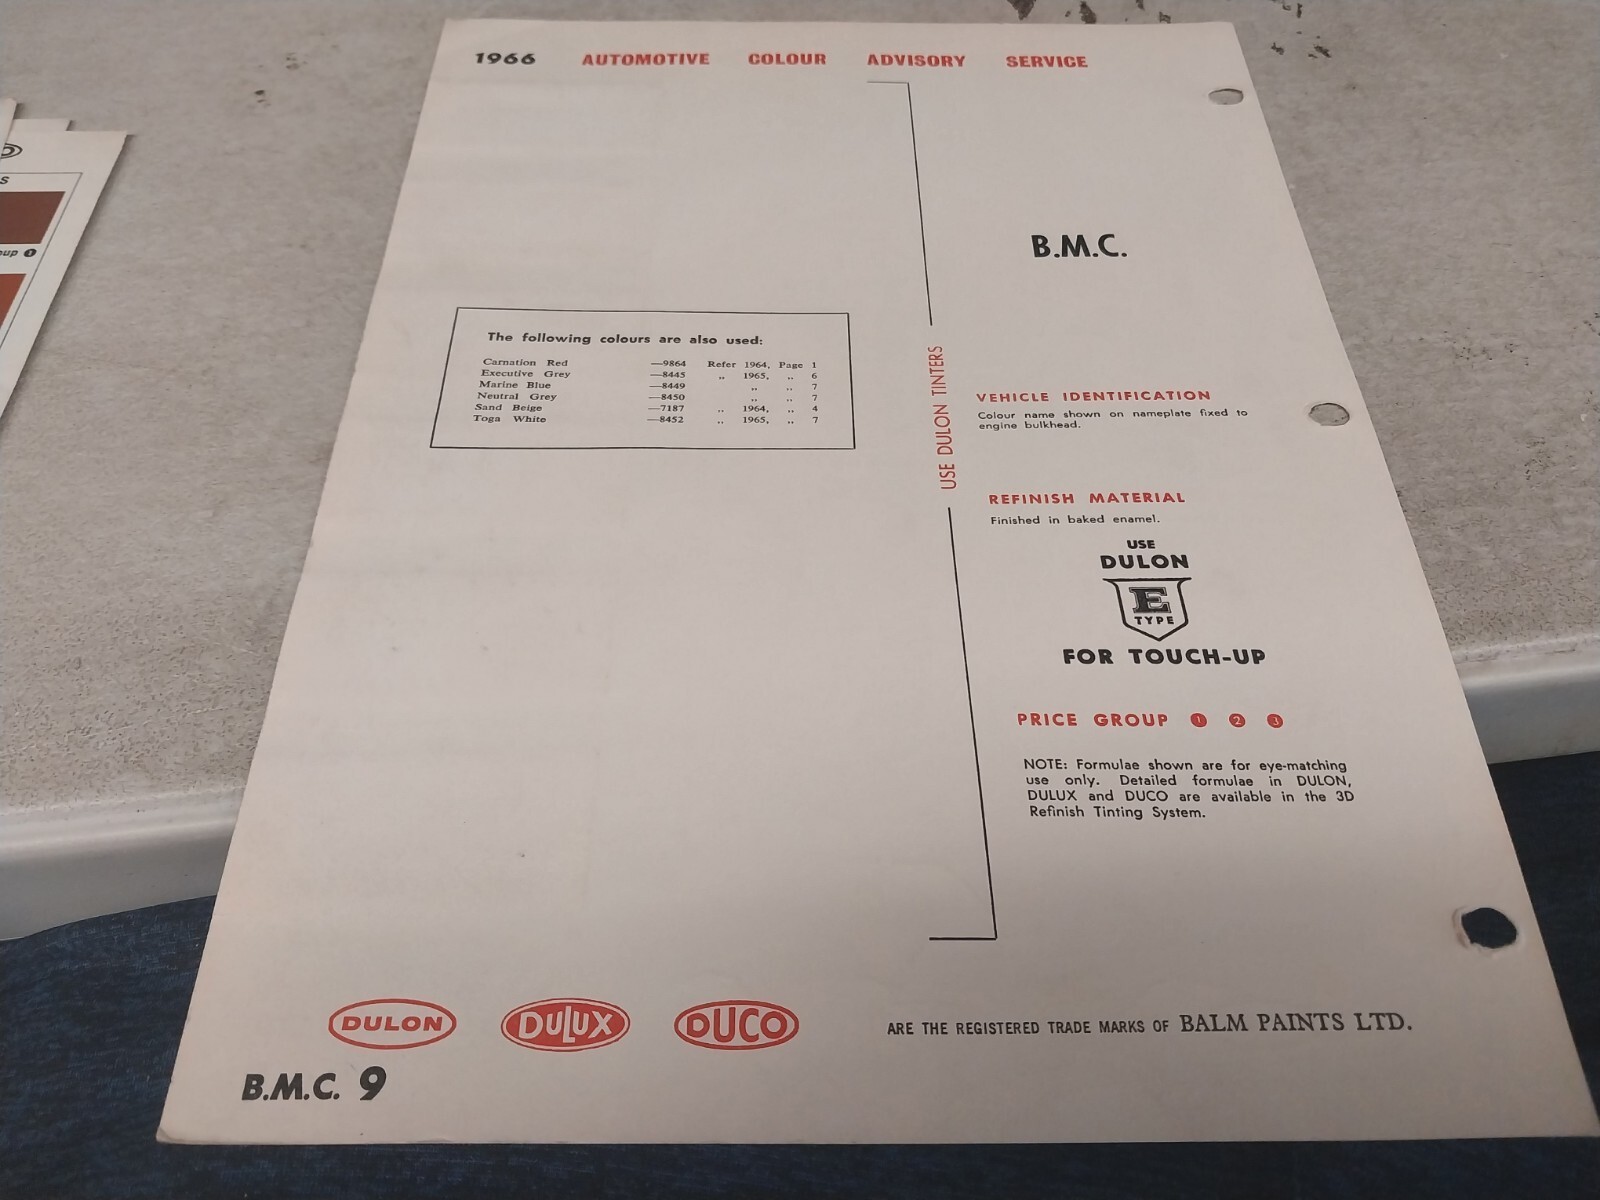 1966 AUTOMOTIVE COLOUR ADVISORY SERVICE
B.M.C.
The following colours are also used:
Carnation Red —9864 Refer 1964, Page 1
Executive Grey —8445 „ 1965, „ 6
Marine Blue —8449 „ „ 7
Neutral Grey —8450 „ „ 7
Sand Beige —7187 „ 1964, „ 4
Toga White —8452 „ 1965, „ 7
USE DULON TINTERS
VEHICLE IDENTIFICATION
Colour name shown on nameplate fixed to
engine bulkhead.
REFINISH MATERIAL
Finished in baked enamel.
USE
DULON
E
TYPE
FOR TOUCH-UP
PRICE GROUP 1 2 3
NOTE: Formulae shown are for eye-matching
use only. Detailed formulae in DULON,
DULUX and DUCO are available in the 3D
Refinish Tinting System.
DULON DULUX DUCO ARE THE REGISTERED TRADE MARKS OF BALM PAINTS LTD.
B.M.C. 9